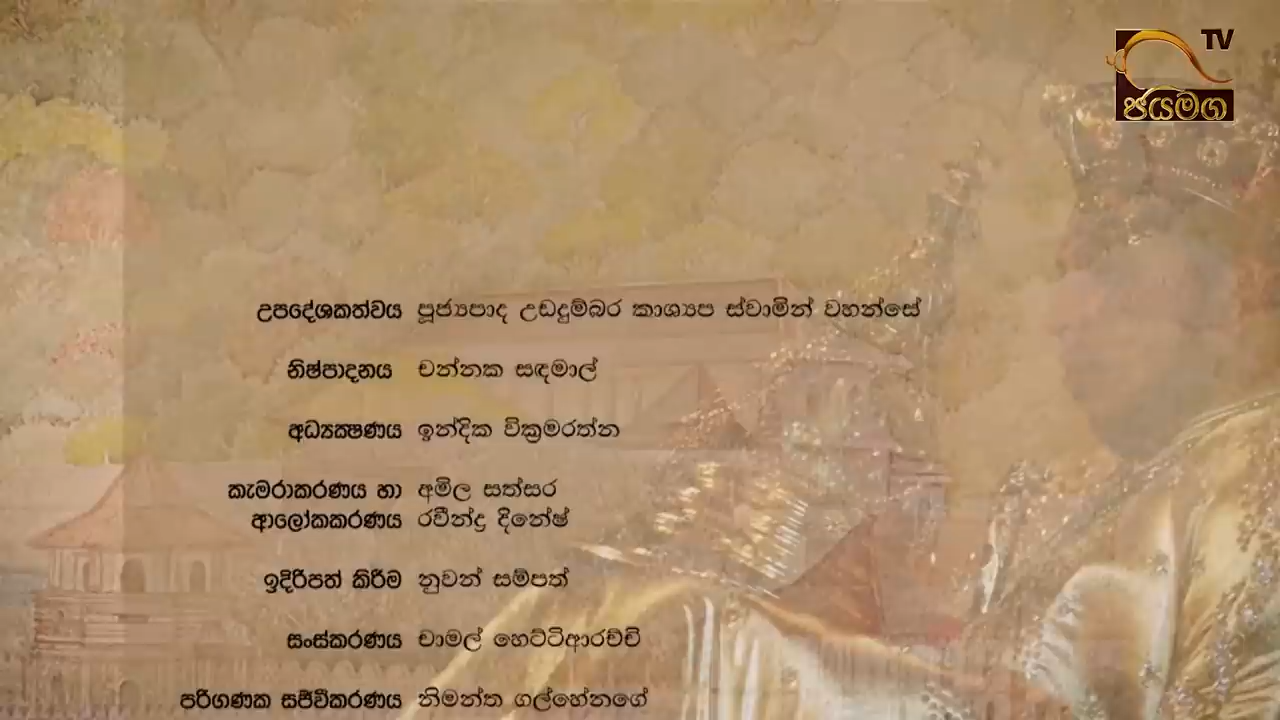 TV
ජයමග
උපදේශකත්වය පූජ්‍යපාද උඩදුම්බර කාශ්‍යප ස්වාමින් වහන්සේ
නිෂ්පාදනය චන්නක සඳමාල්
අධ්‍යක්ෂණය ඉන්දික වික්‍රමරත්න
කැමරාකරණය හා අමිල සත්සර
ආලෝකකරණය රවීන්ද්‍ර දිනේෂ්
ඉදිරිපත් කිරීම නුවන් සම්පත්
සංස්කරණය චාමල් හෙට්ටිආරච්චි
පරිගණක සජීවිකරණය නිමන්ත ගල්හේනගේ